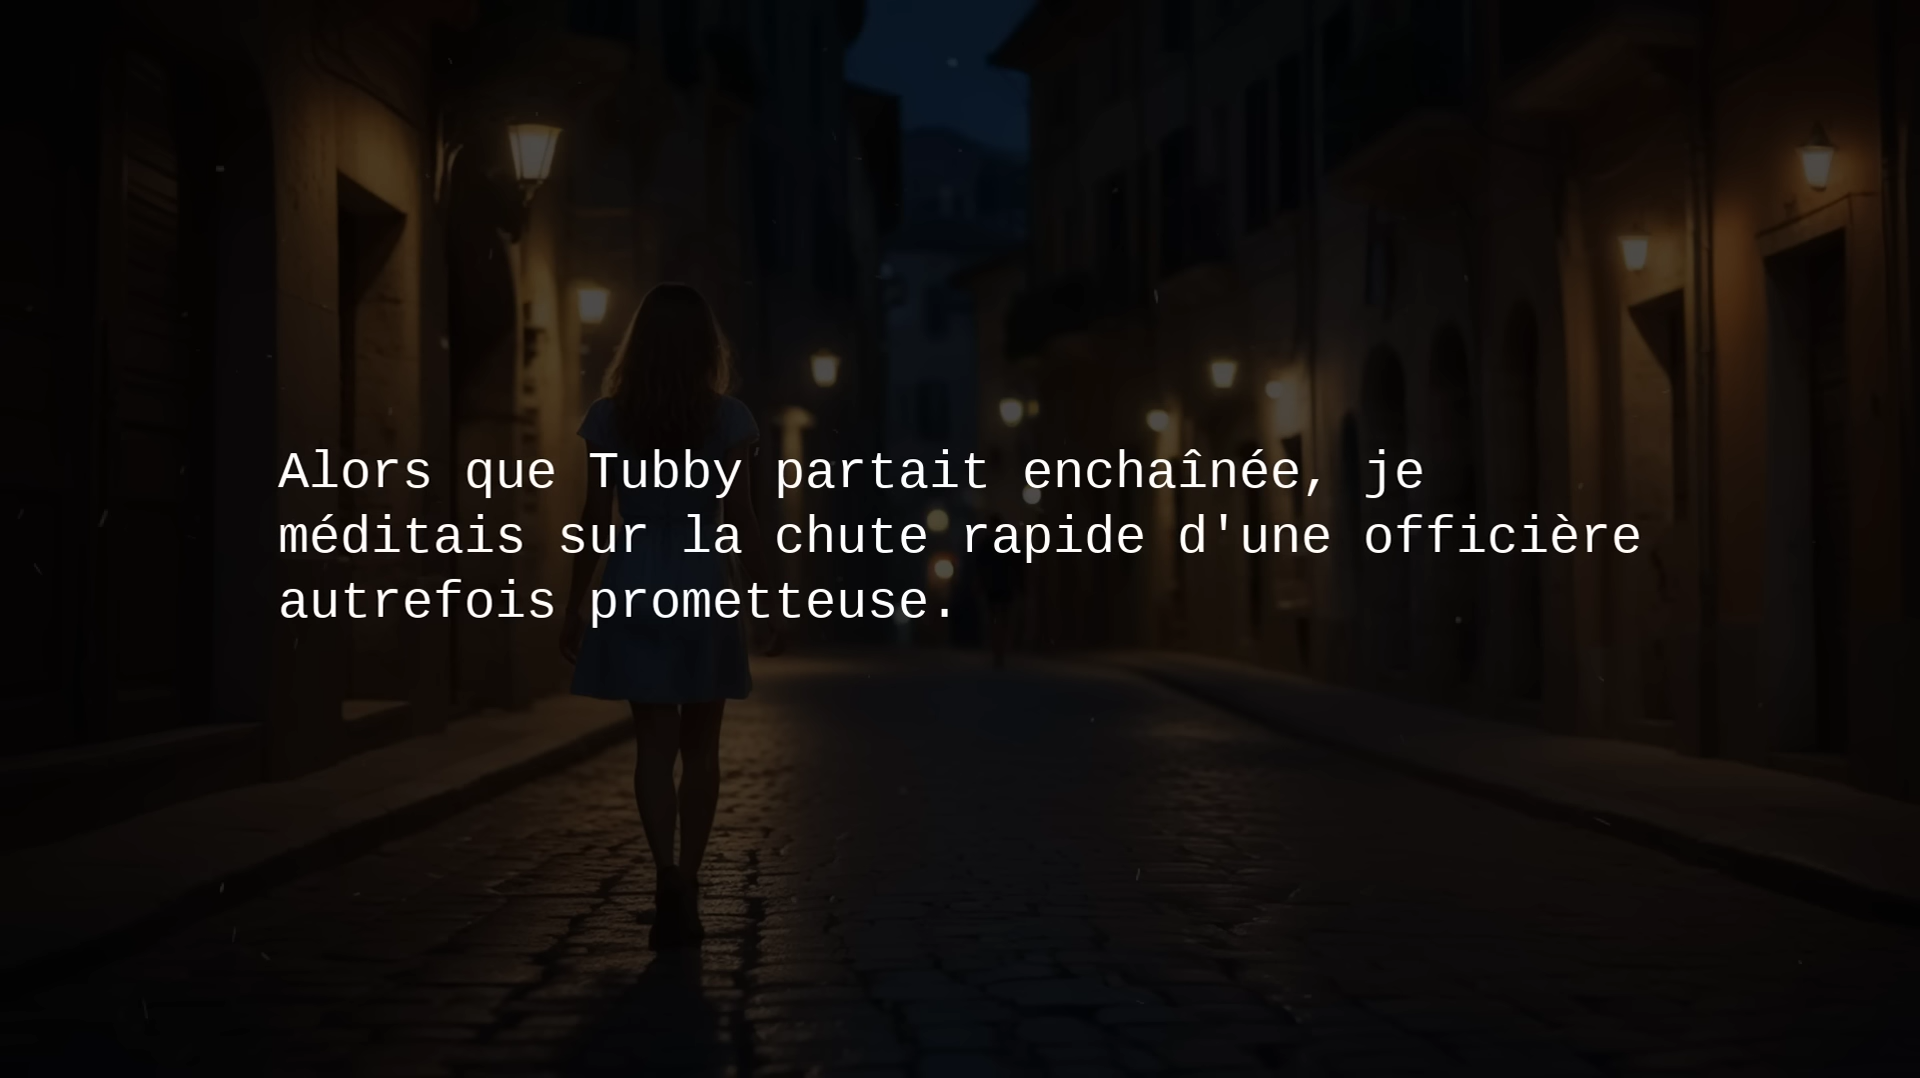 Alors que Tubby partait enchaînée, je
méditais sur la chute rapide d'une officière
autrefois prometteuse.